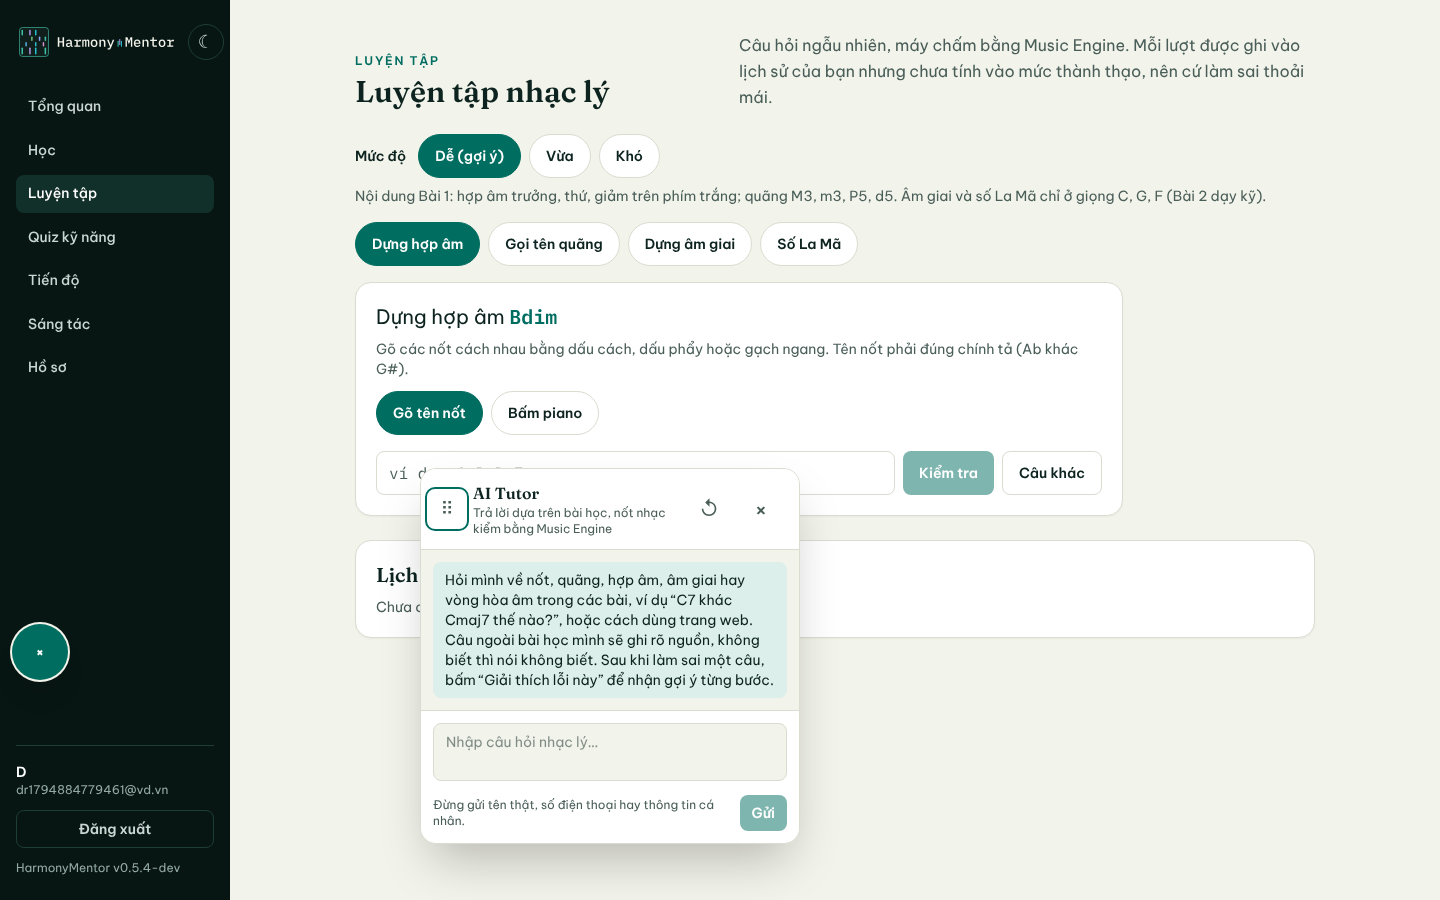 Harmony Mentor
Tổng quan
Học
Luyện tập
Quiz kỹ năng
Tiến độ
Sáng tác
Hồ sơ
D
dr1794884779461@vd.vn
Đăng xuất
HarmonyMentor v0.5.4-dev
LUYỆN TẬP
Luyện tập nhạc lý
Câu hỏi ngẫu nhiên, máy chấm bằng Music Engine. Mỗi lượt được ghi vào
lịch sử của bạn nhưng chưa tính vào mức thành thạo, nên cứ làm sai thoải
mái.
Mức độ Dễ (gợi ý) Vừa Khó
Nội dung Bài 1: hợp âm trưởng, thứ, giảm trên phím trắng; quãng M3, m3, P5, d5. Âm giai và số La Mã chỉ ở giọng C, G, F (Bài 2 dạy kỹ).
Dựng hợp âm Gọi tên quãng Dựng âm giai Số La Mã
Dựng hợp âm Bdim
Gõ các nốt cách nhau bằng dấu cách, dấu phẩy hoặc gạch ngang. Tên nốt phải đúng chính tả (Ab khác
G#).
Gõ tên nốt Bấm piano
ví
Kiểm tra Câu khác
Lịch
Chưa
AI Tutor
Trả lời dựa trên bài học, nốt nhạc
kiểm bằng Music Engine
×
Hỏi mình về nốt, quãng, hợp âm, âm giai hay
vòng hòa âm trong các bài, ví dụ “C7 khác
Cmaj7 thế nào?”, hoặc cách dùng trang web.
Câu ngoài bài học mình sẽ ghi rõ nguồn, không
biết thì nói không biết. Sau khi làm sai một câu,
bấm “Giải thích lỗi này” để nhận gợi ý từng bước.
Nhập câu hỏi nhạc lý…
Đừng gửi tên thật, số điện thoại hay thông tin cá
nhân.
Gửi